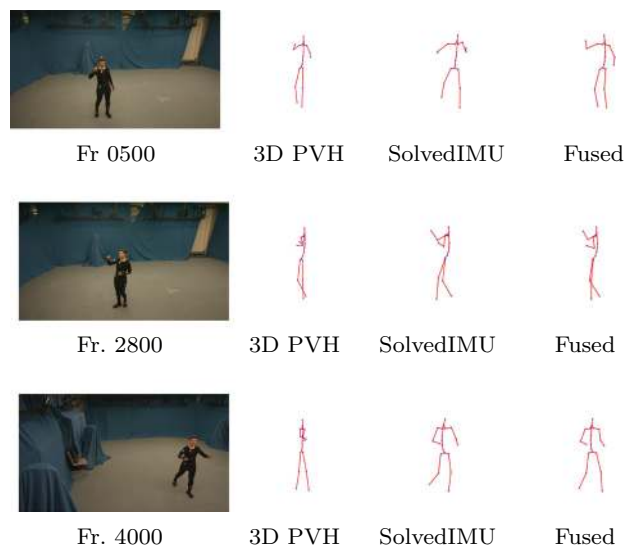 Fr 0500 3D PVH SolvedIMU Fused
Fr. 2800 3D PVH SolvedIMU Fused
Fr. 4000 3D PVH SolvedIMU Fused